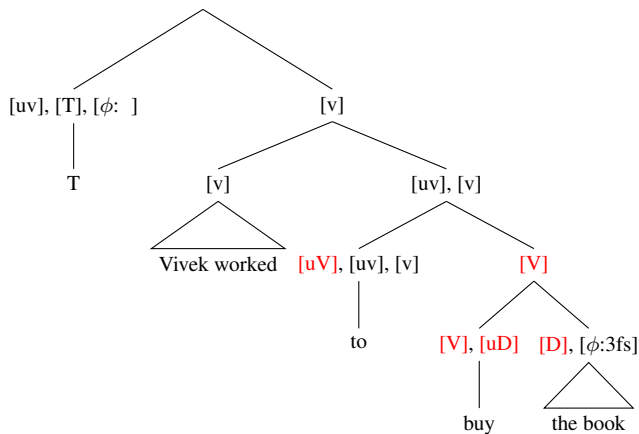 [uv], [T], [ϕ: ] [v]
T [v] [uv], [v]
Vivek worked [uV], [uv], [v] [V]
to [V], [uD] [D], [ϕ:3fs]
buy the book